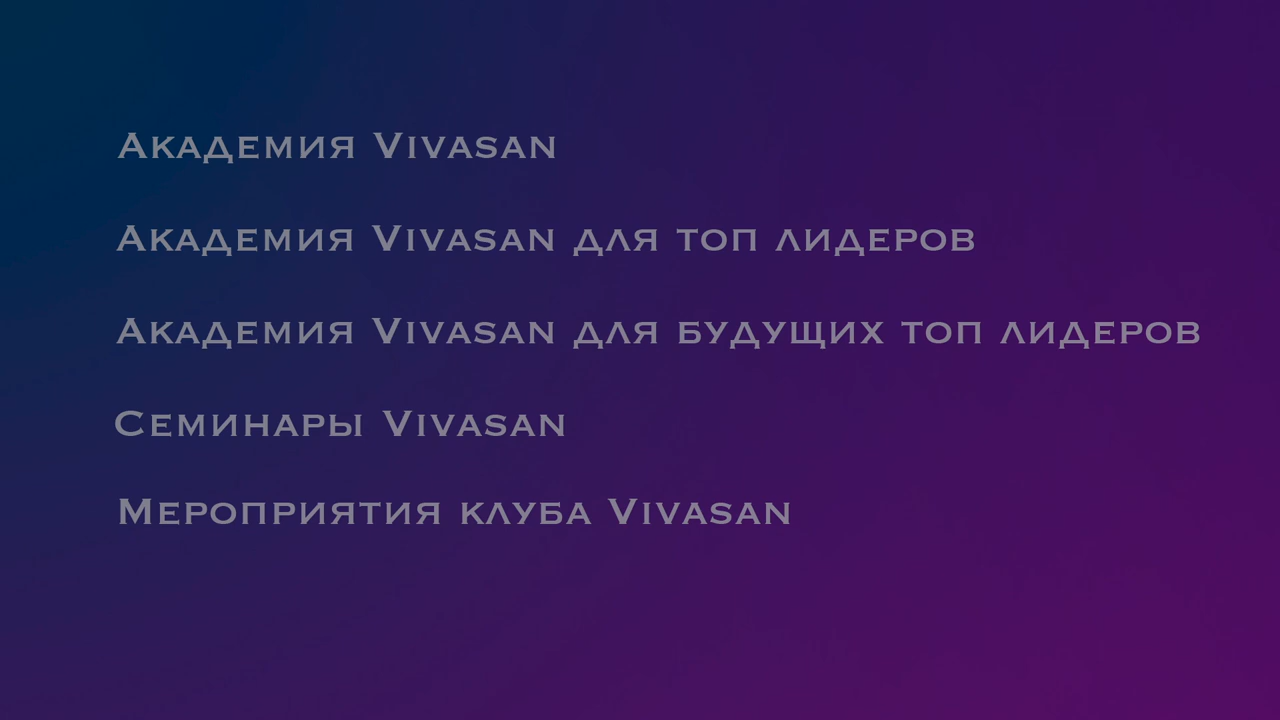 Академия Vivasan
Академия Vivasan для топ лидеров
Академия Vivasan для будущих топ лидеров
Семинары Vivasan
Мероприятия клуба Vivasan